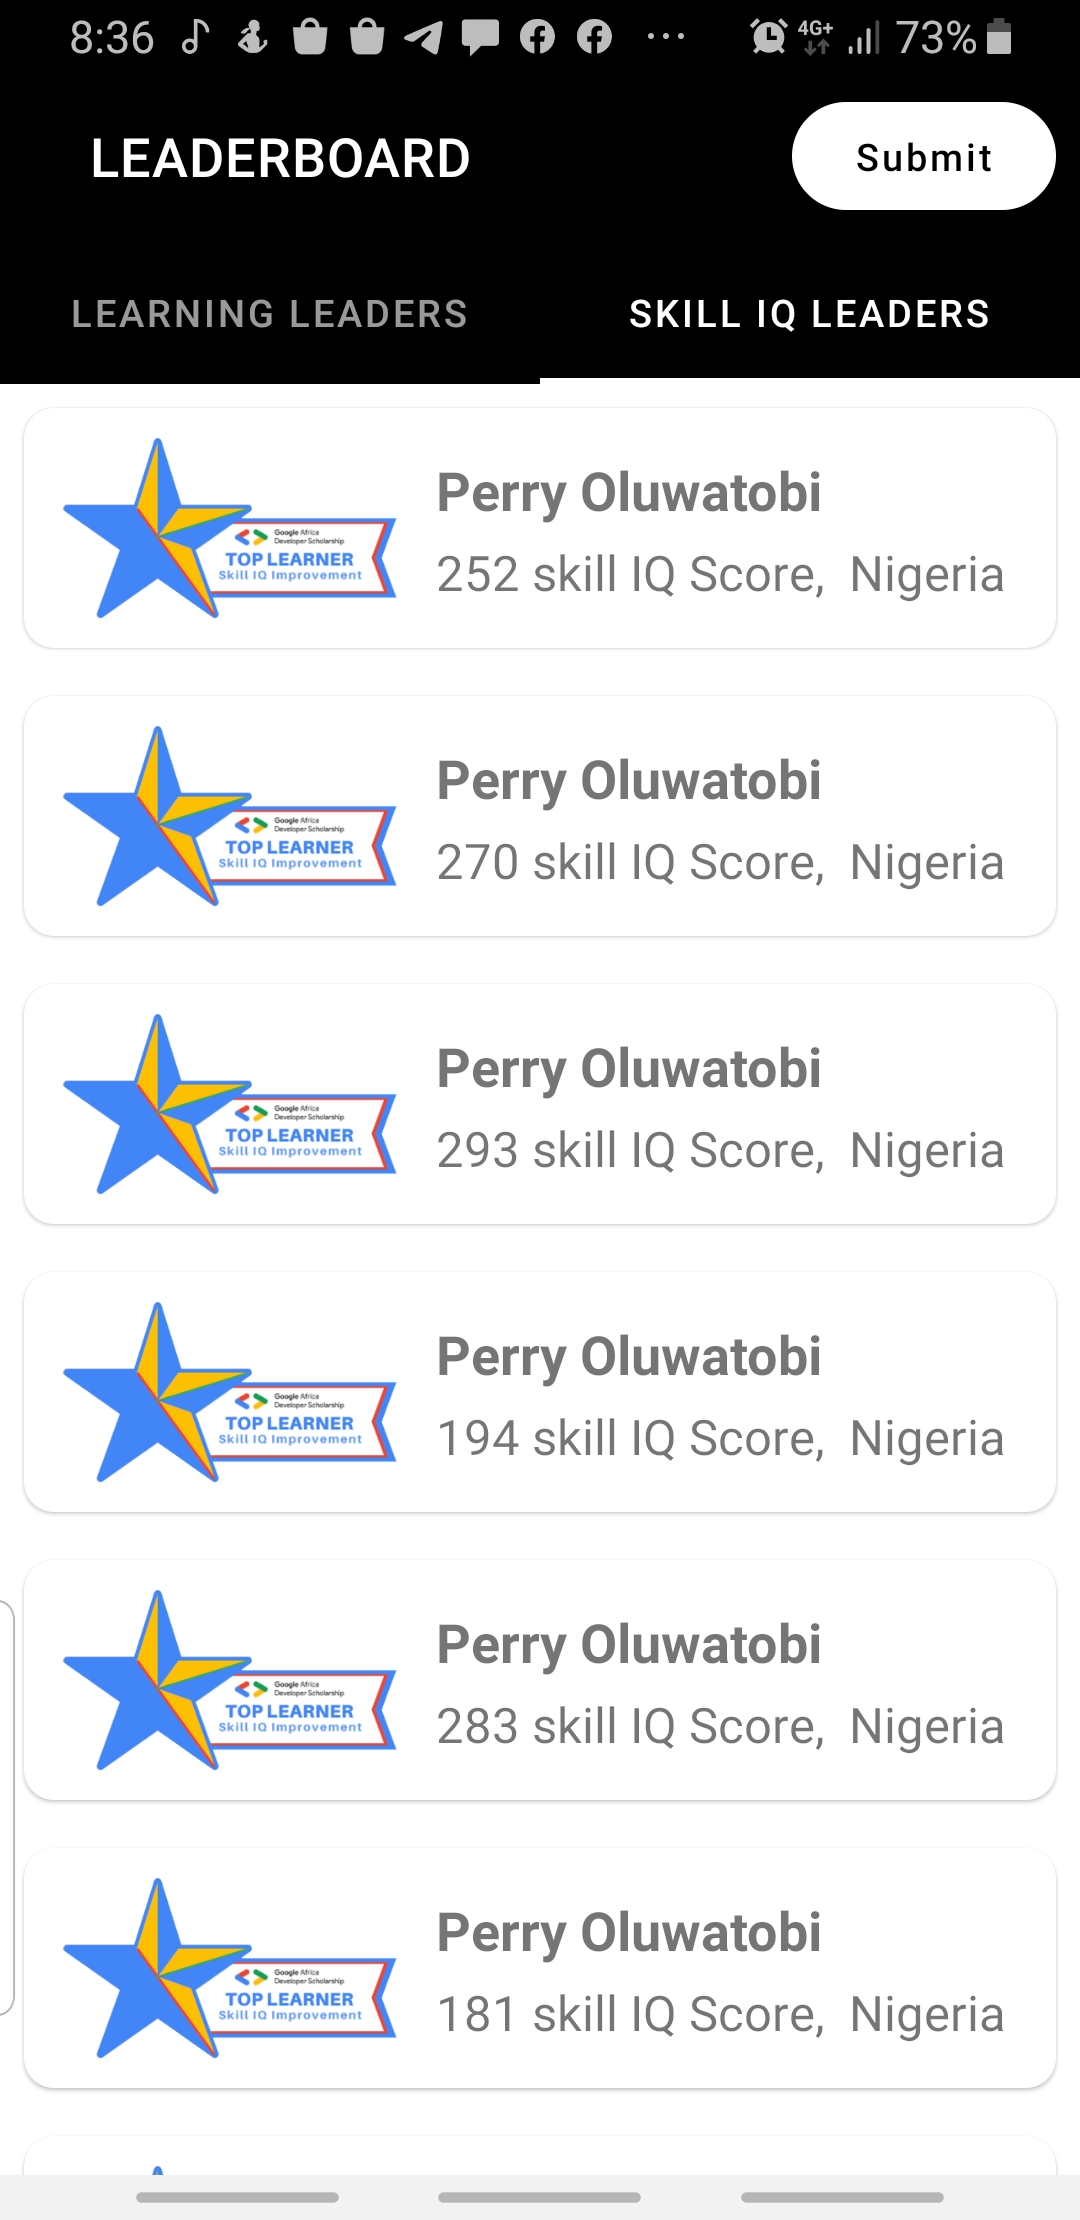 8:36 4G+ 73%
LEADERBOARD Submit
LEARNING LEADERS SKILL IQ LEADERS
Perry Oluwatobi
252 skill IQ Score, Nigeria
Google Africa
Developer Scholarship
TOP LEARNER
Skill IQ Improvement
Perry Oluwatobi
270 skill IQ Score, Nigeria
Google Africa
Developer Scholarship
TOP LEARNER
Skill IQ Improvement
Perry Oluwatobi
293 skill IQ Score, Nigeria
Google Africa
Developer Scholarship
TOP LEARNER
Skill IQ Improvement
Perry Oluwatobi
194 skill IQ Score, Nigeria
Google Africa
Developer Scholarship
TOP LEARNER
Skill IQ Improvement
Perry Oluwatobi
283 skill IQ Score, Nigeria
Google Africa
Developer Scholarship
TOP LEARNER
Skill IQ Improvement
Perry Oluwatobi
181 skill IQ Score, Nigeria
Google Africa
Developer Scholarship
TOP LEARNER
Skill IQ Improvement